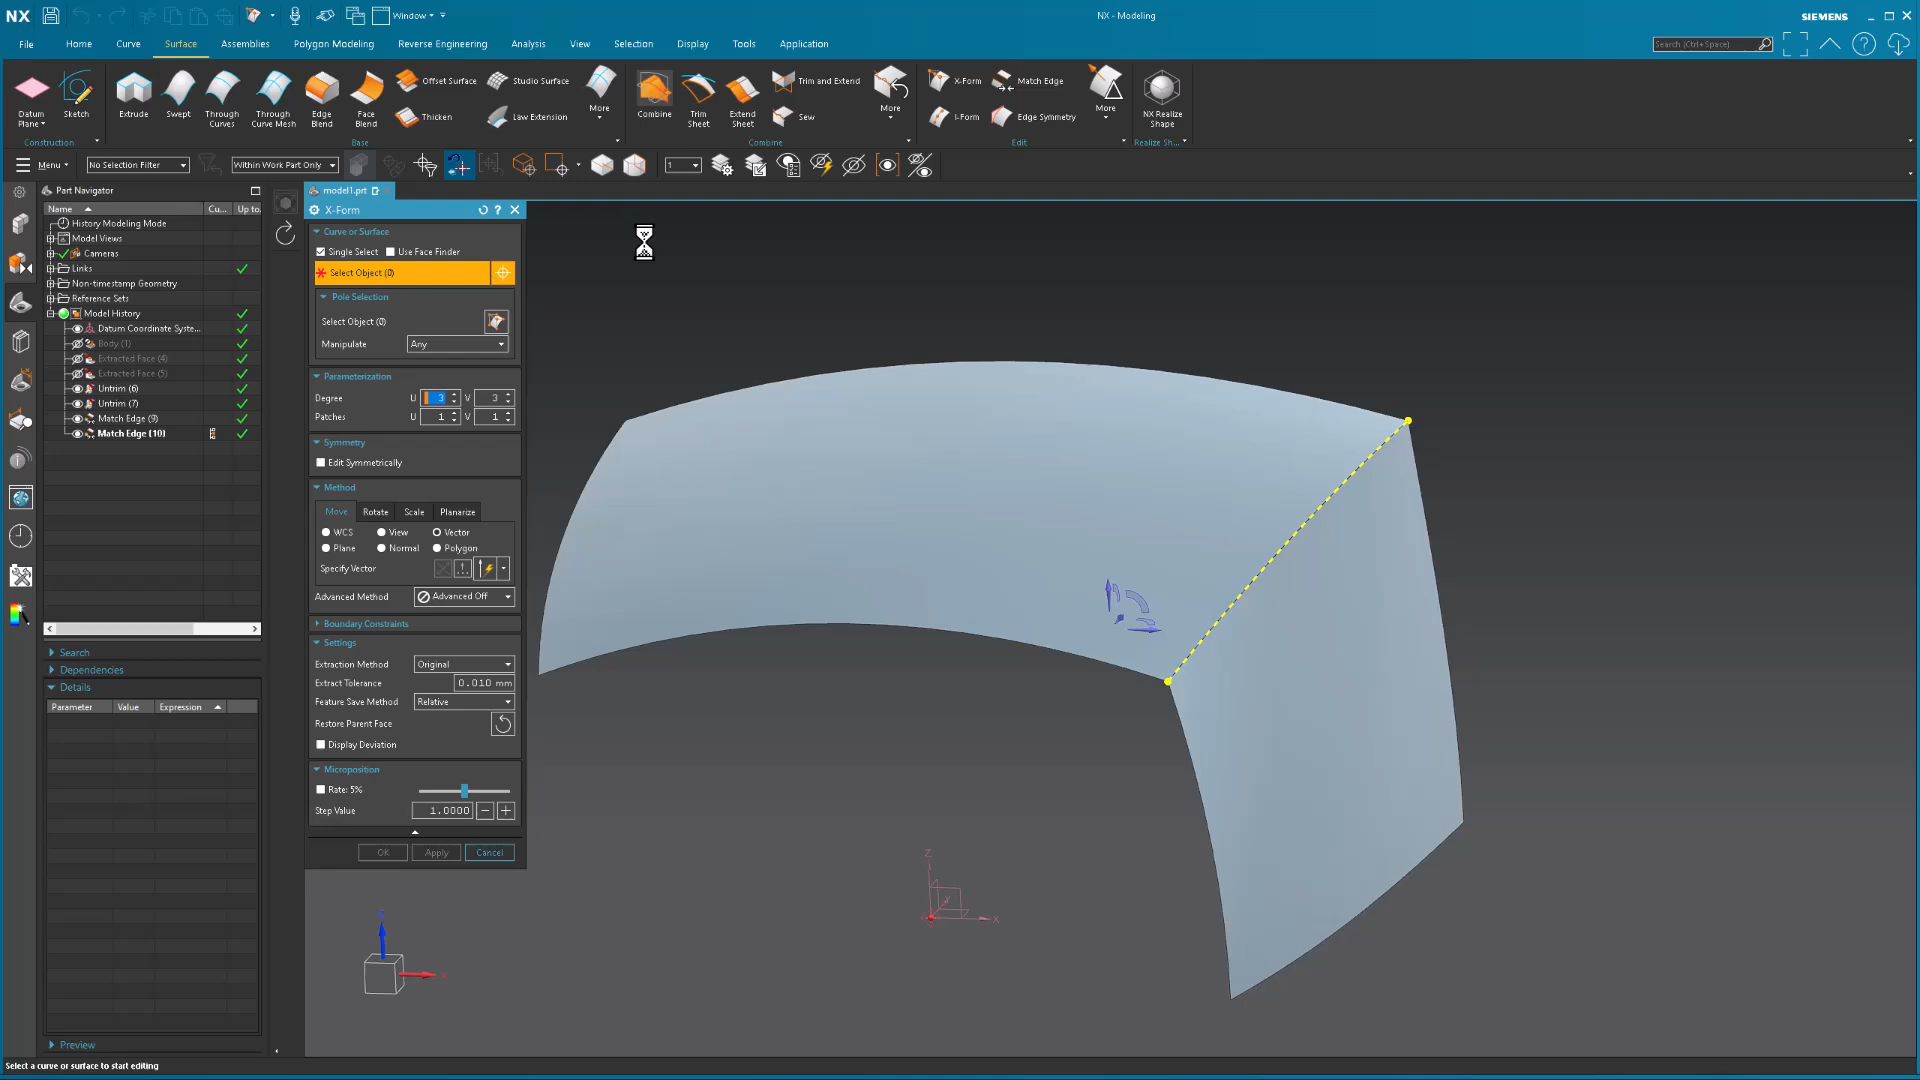 NX
Window
NX - Modeling
SIEMENS
File
Home
Curve
Surface
Assemblies
Polygon Modeling
Reverse Engineering
Analysis
View
Selection
Display
Tools
Application
Search (Ctrl+Space)
Datum Plane
Sketch
Extrude
Swept
Through Curves
Through Curve Mesh
Edge Blend
Face Blend
Offset Surface
Thicken
Studio Surface
Law Extension
More
Combine
Trim Sheet
Extend Sheet
Trim and Extend
Sew
More
X-Form
I-Form
Match Edge
Edge Symmetry
More
NX Realize Shape
Construction
Base
Combine
Edit
Realize Sh...
Menu
No Selection Filter
Within Work Part Only
1
Part Navigator
Name
Cu...
Up to
History Modeling Mode
Model Views
Cameras
Links
Non-timestamp Geometry
Reference Sets
Model History
Datum Coordinate Syste...
Body (1)
Extracted Face (4)
Extracted Face (5)
Untrim (6)
Untrim (7)
Match Edge (9)
Match Edge (10)
Search
Dependencies
Details
Parameter
Value
Expression
Preview
model1.prt
X-Form
Curve or Surface
Single Select
Use Face Finder
Select Object (0)
Pole Selection
Select Object (0)
Manipulate
Any
Parameterization
Degree U 3 V 3
Patches U 1 V 1
Symmetry
Edit Symmetrically
Method
Move Rotate Scale Planarize
WCS View Vector
Plane Normal Polygon
Specify Vector
Advanced Method Advanced Off
Boundary Constraints
Settings
Extraction Method Original
Extract Tolerance 0.010 mm
Feature Save Method Relative
Restore Parent Face
Display Deviation
Microposition
Rate: 5%
Step Value 1.0000
OK Apply Cancel
Z
X
Select a curve or surface to start editing